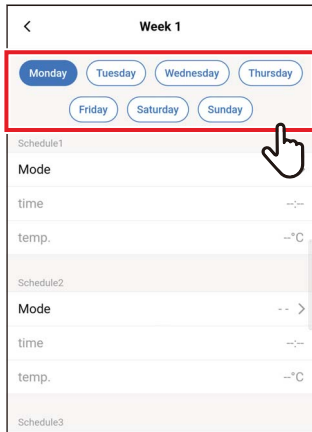 Week 1
Monday Tuesday Wednesday Thursday
Friday Saturday Sunday
Schedule1
Mode
time --:--
temp. --°C
Schedule2
Mode -- >
time --:--
temp. --°C
Schedule3